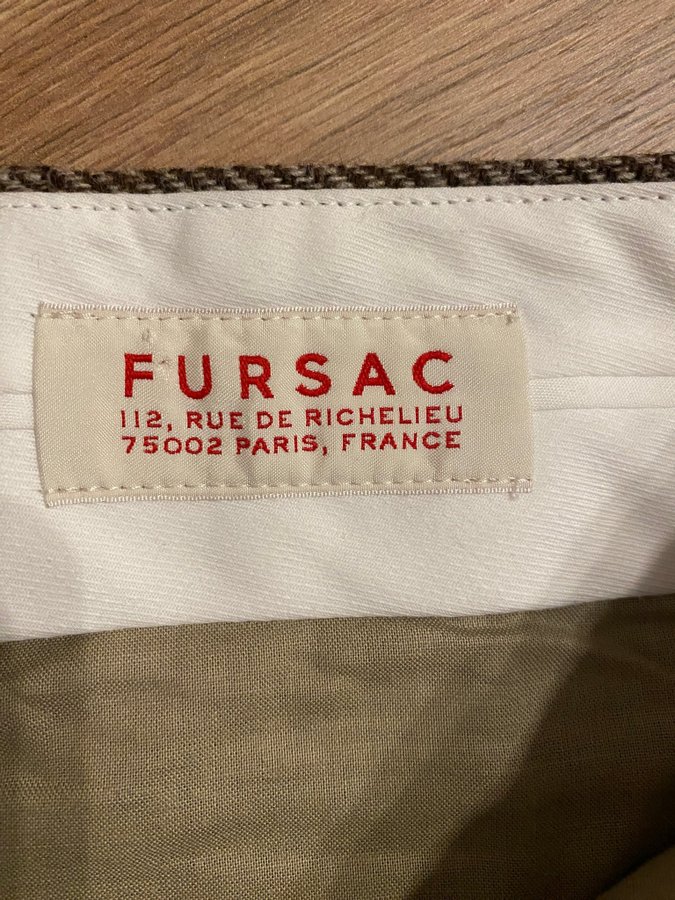 FURSAC
112, RUE DE RICHELIEU
75002 PARIS, FRANCE